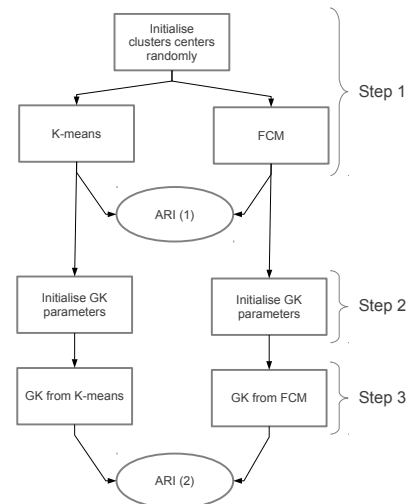 Initialise
clusters centers
randomly
Step 1
K-means
FCM
ARI (1)
Initialise GK
parameters
Initialise GK
parameters
Step 2
GK from K-means
GK from FCM
Step 3
ARI (2)